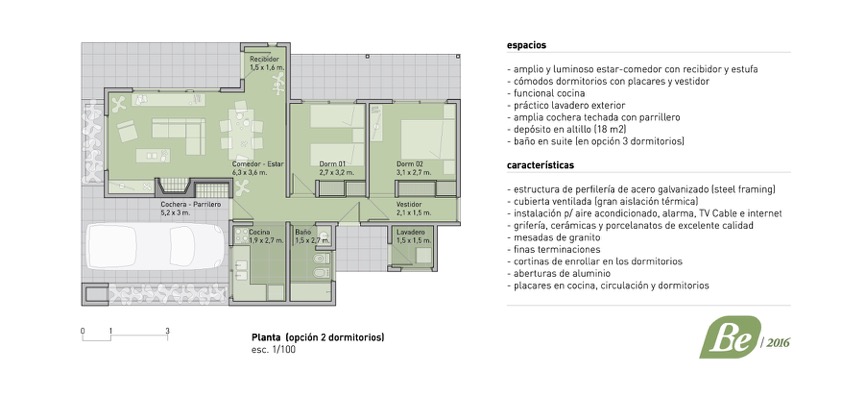 Recibidor
1,5 x 1,6 m.
Comedor - Estar
6,3 x 3,6 m.
Dorm 01
2,7 x 3,2 m.
Dorm 02
3,1 x 2,7 m.
Cochera - Parrilero
5,2 x 3 m.
Vestidor
2,1 x 1,5 m.
Cocina
1,9 x 2,7 m.
Baño
1,5 x 2,7 m.
Lavadero
1,5 x 1,5 m.
0 1 3
Planta (opción 2 dormitorios)
esc. 1/100
espacios
- amplio y luminoso estar-comedor con recibidor y estufa
- cómodos dormitorios con placares y vestidor
- funcional cocina
- práctico lavadero exterior
- amplia cochera techada con parrillero
- depósito en altillo (18 m2)
- baño en suite (en opción 3 dormitorios)
características
- estructura de perfilería de acero galvanizado (steel framing)
- cubierta ventilada (gran aislación térmica)
- instalación p/ aire acondicionado, alarma, TV Cable e internet
- grifería, cerámicas y porcelanatos de excelente calidad
- mesadas de granito
- finas terminaciones
- cortinas de enrollar en los dormitorios
- aberturas de aluminio
- placares en cocina, circulación y dormitorios
Be / 2016